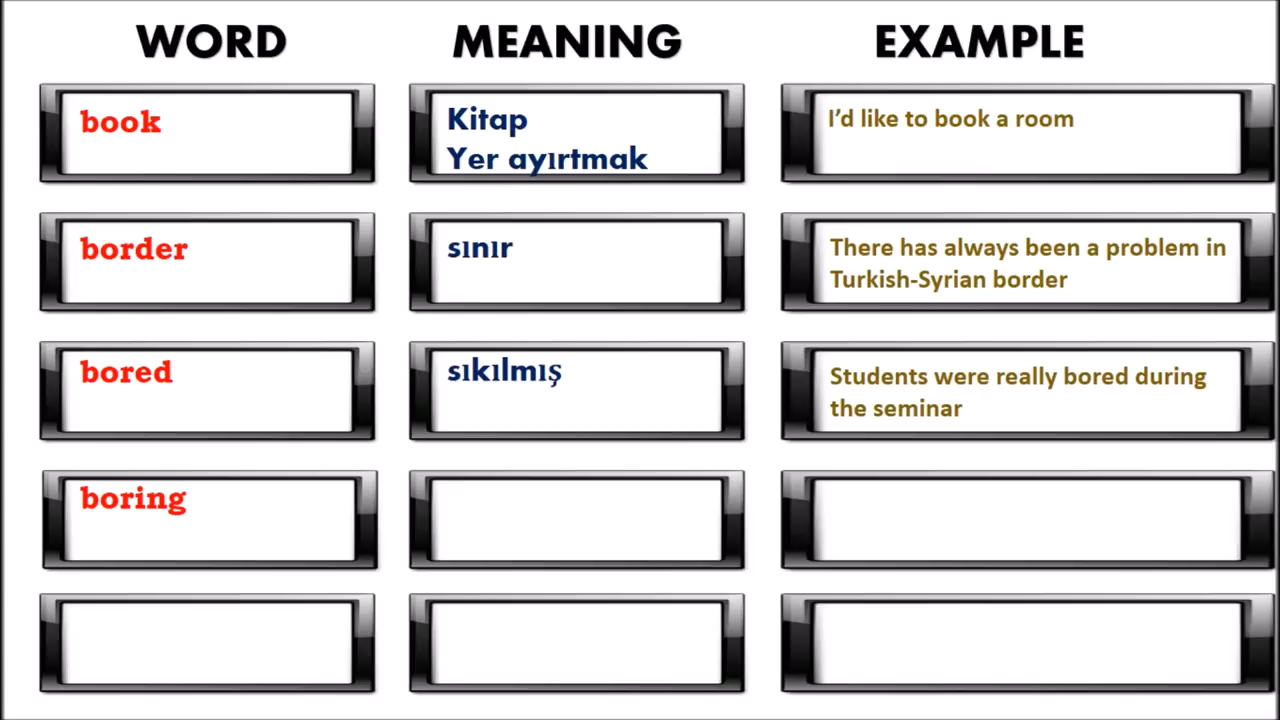 WORD MEANING EXAMPLE
book
Kitap
Yer ayırtmak
I'd like to book a room
border
sınır
There has always been a problem in
Turkish-Syrian border
bored
sıkılmış
Students were really bored during
the seminar
boring